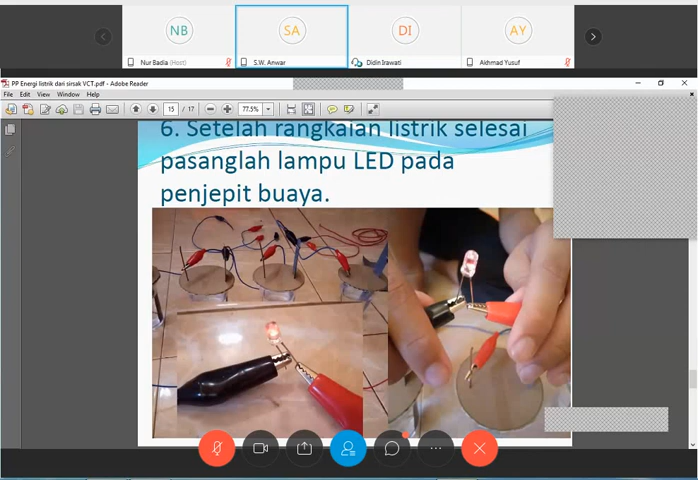 NB
SA
DI
AY
Nur Badia (Host)
S.W. Anwar
Didin Irawati
Akhmad Yusuf
PP Energi listrik dari sirsak VCT.pdf - Adobe Reader
File Edit View Window Help
15 / 17
77.5%
6. Setelah rangkaian listrik selesai
pasanglah lampu LED pada
penjepit buaya.